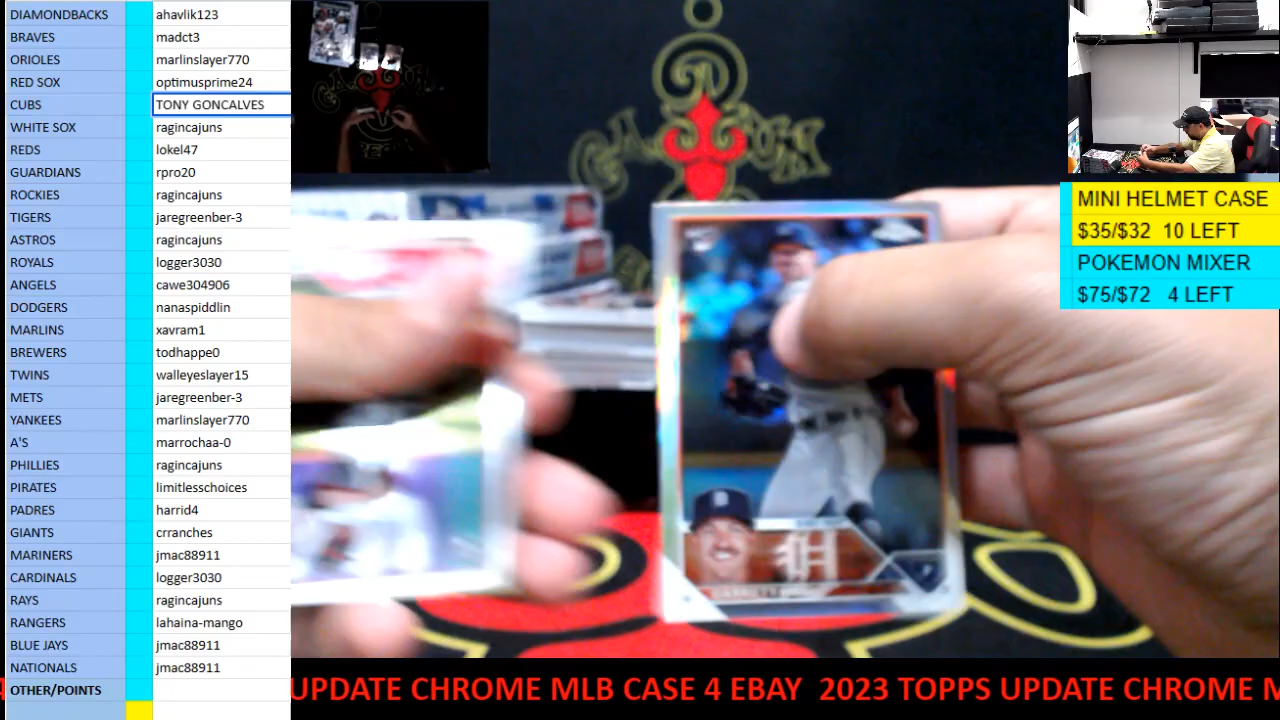 DIAMONDBACKS ahavlik123
BRAVES madct3
ORIOLES marlinslayer770
RED SOX optimusprime24
CUBS TONY GONCALVES
WHITE SOX ragincajuns
REDS lokel47
GUARDIANS rpro20
ROCKIES ragincajuns
TIGERS jaregreenber-3
ASTROS ragincajuns
ROYALS logger3030
ANGELS cawe304906
DODGERS nanaspiddlin
MARLINS xavram1
BREWERS todhappe0
TWINS walleyeslayer15
METS jaregreenber-3
YANKEES marlinslayer770
A'S marrochaa-0
PHILLIES ragincajuns
PIRATES limitlesschoices
PADRES harrid4
GIANTS crranches
MARINERS jmac88911
CARDINALS logger3030
RAYS ragincajuns
RANGERS lahaina-mango
BLUE JAYS jmac88911
NATIONALS jmac88911
OTHER/POINTS
MINI HELMET CASE
$35/$32 10 LEFT
POKEMON MIXER
$75/$72 4 LEFT
UPDATE CHROME MLB CASE 4 EBAY 2023 TOPPS UPDATE CHROME